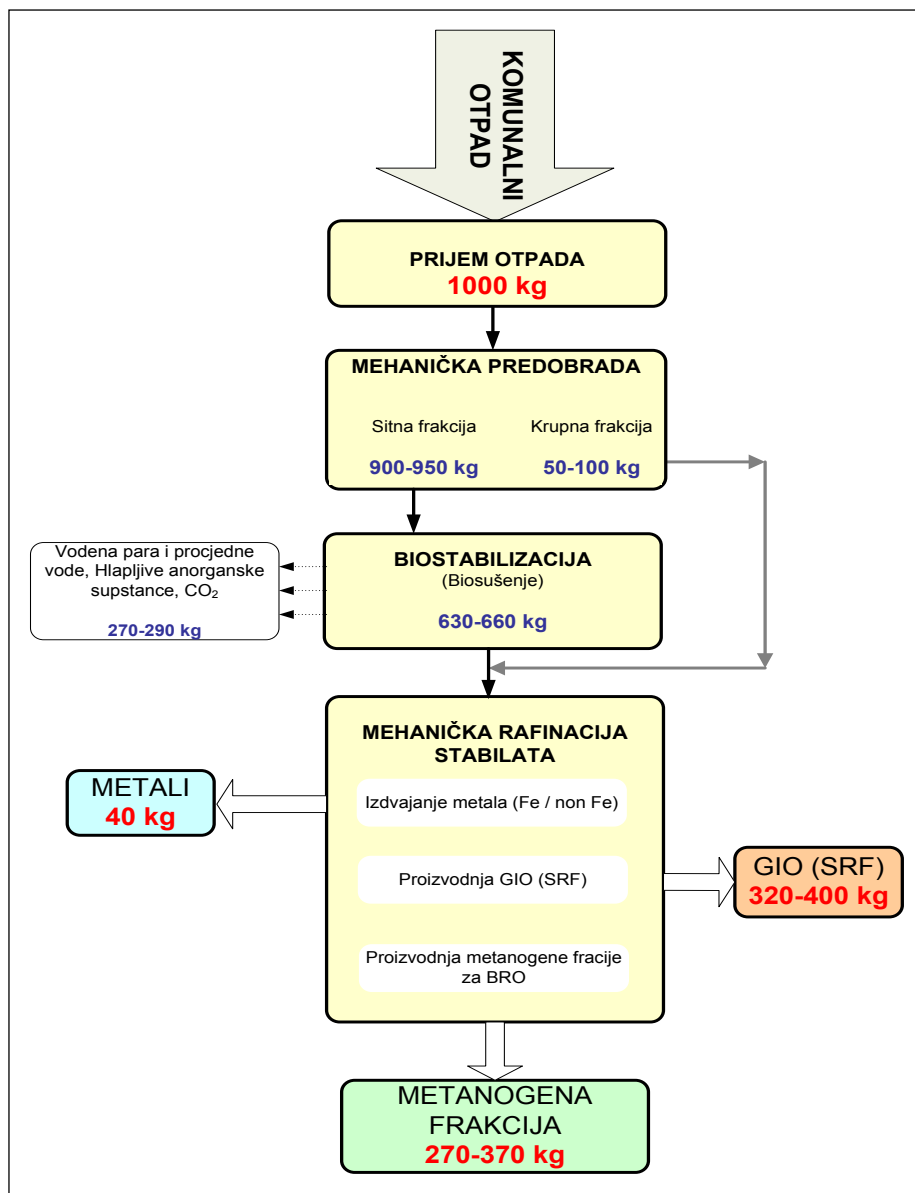 KOMUNALNI
OTPAD
PRIJEM OTPADA
1000 kg
MEHANIČKA PREDOBRADA
Sitna frakcija
900-950 kg
Krupna frakcija
50-100 kg
Vodena para i procjedne
vode, Hlapljive anorganske
supstance, CO₂
270-290 kg
BIOSTABILIZACIJA
(Biosušenje)
630-660 kg
MEHANIČKA RAFINACIJA
STABILATA
Izdvajanje metala (Fe / non Fe)
Proizvodnja GIO (SRF)
Proizvodnja metanogene fracije
za BRO
METALI
40 kg
GIO (SRF)
320-400 kg
METANOGENA
FRAKCIJA
270-370 kg